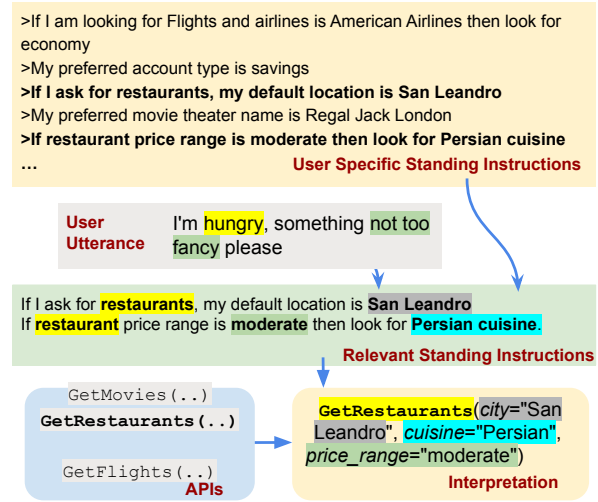 >If I am looking for Flights and airlines is American Airlines then look for
economy
>My preferred account type is savings
>If I ask for restaurants, my default location is San Leandro
>My preferred movie theater name is Regal Jack London
>If restaurant price range is moderate then look for Persian cuisine
…
User Specific Standing Instructions
User
Utterance
I'm hungry, something not too
fancy please
If I ask for restaurants, my default location is San Leandro
If restaurant price range is moderate then look for Persian cuisine.
Relevant Standing Instructions
GetMovies(..)
GetRestaurants(..)
GetFlights(..)
APIs
GetRestaurants(city="San
Leandro", cuisine="Persian",
price_range="moderate")
Interpretation